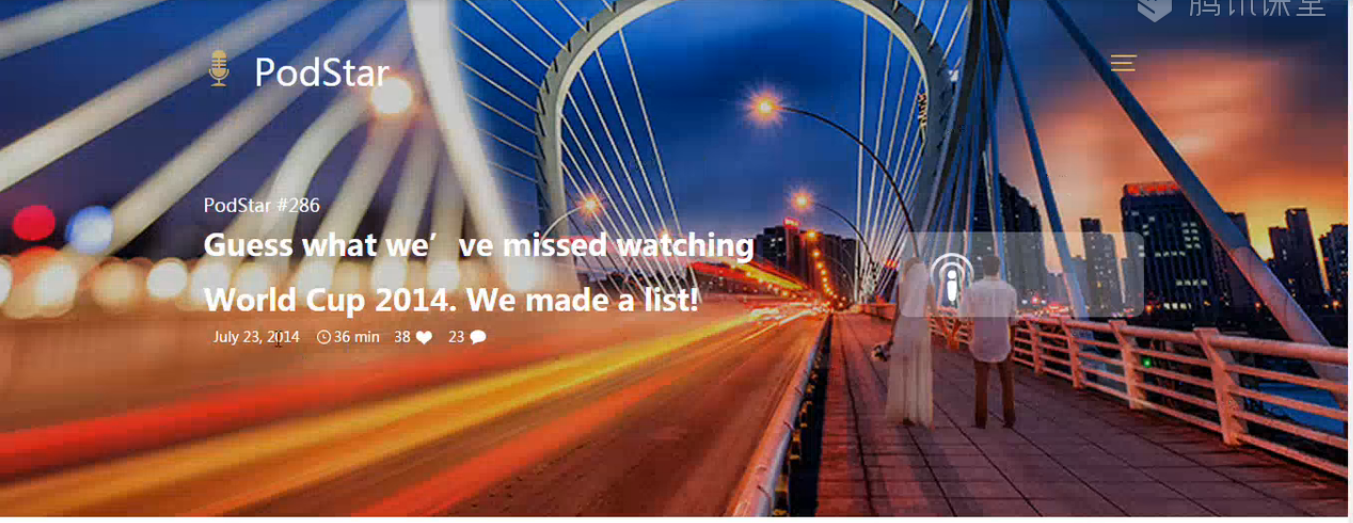 腾讯课堂
PodStar
PodStar #286
Guess what we’ve missed watching
World Cup 2014. We made a list!
July 23, 2014 36 min 38 23